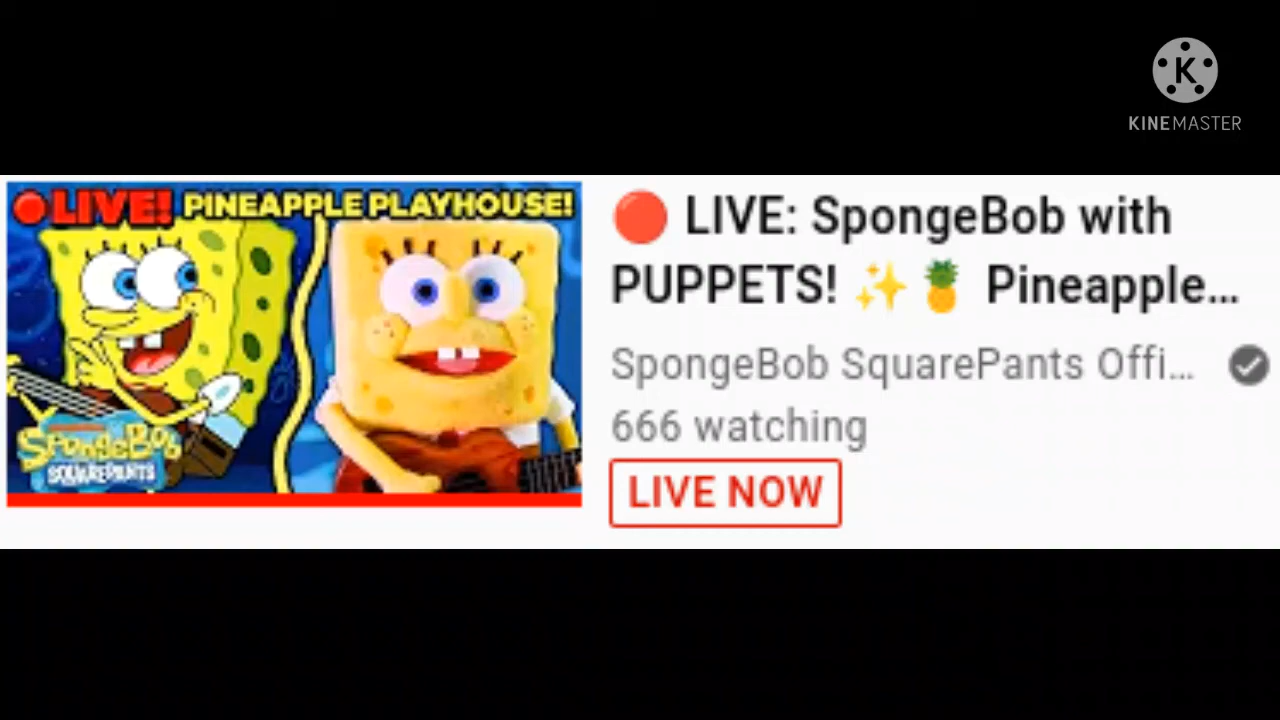 K
KINEMASTER
LIVE! PINEAPPLE PLAYHOUSE!
SpongeBob
SQUAREPANTS
🔴 LIVE: SpongeBob with
PUPPETS! ✨🍍 Pineapple...
SpongeBob SquarePants Offi...
666 watching
LIVE NOW